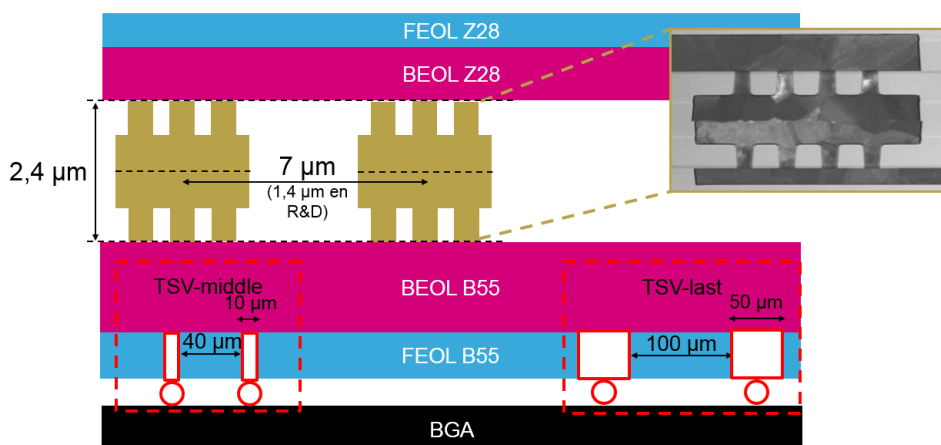 FEOL Z28
BEOL Z28
2,4 µm
7 µm
(1,4 µm en
R&D)
TSV-middle
BEOL B55
TSV-last
10 µm
50 µm
40 µm
FEOL B55
100 µm
BGA